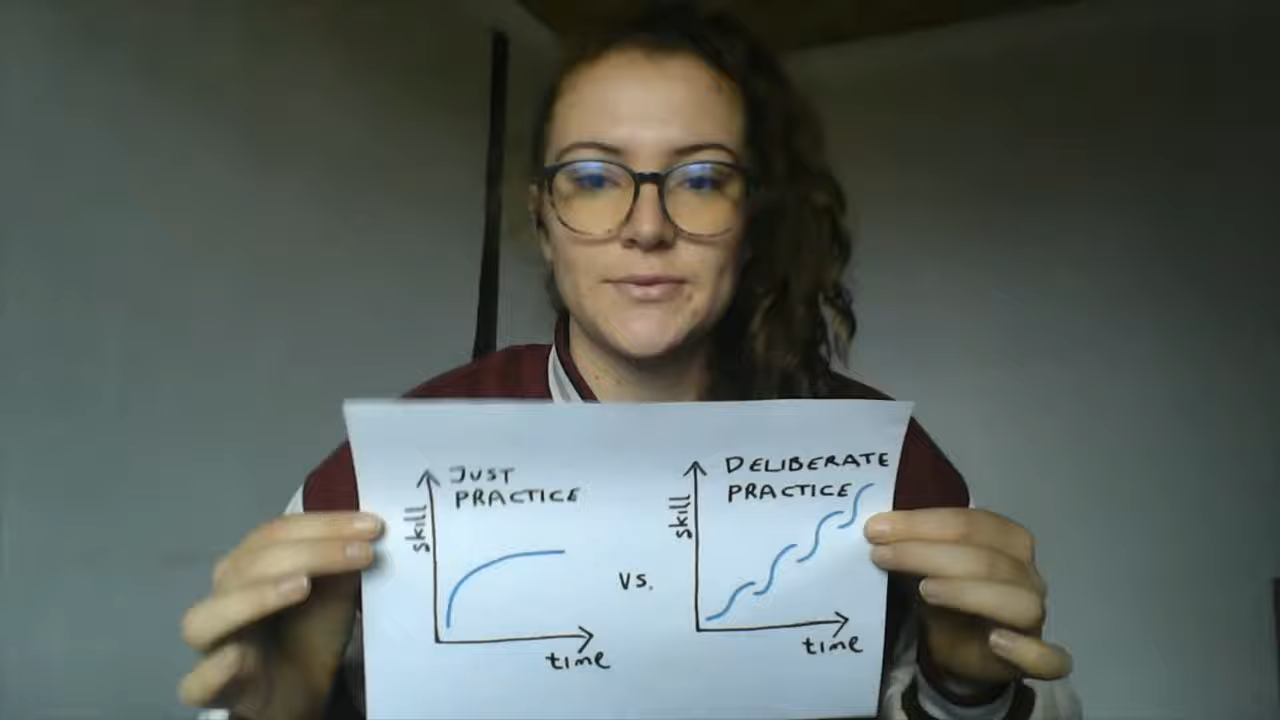 JUST
PRACTICE
skill
time
vs.
DELIBERATE
PRACTICE
skill
time